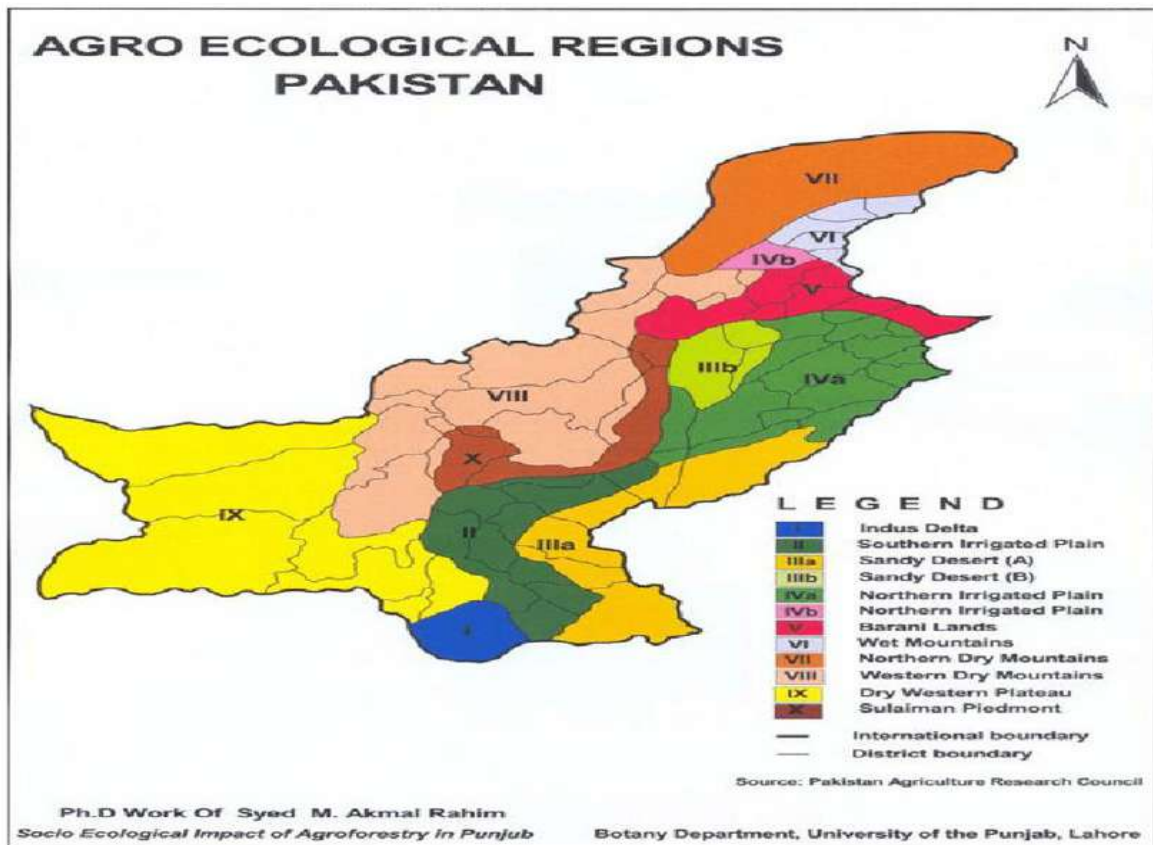 AGRO ECOLOGICAL REGIONS
PAKISTAN
N
VII
VI
IVb
V
IIIb
IVa
VIII
X
IX
II
IIIa
I
LEGEND
I Indus Delta
II Southern Irrigated Plain
IIIa Sandy Desert (A)
IIIb Sandy Desert (B)
IVa Northern Irrigated Plain
IVb Northern Irrigated Plain
V Barani Lands
VI Wet Mountains
VII Northern Dry Mountains
VIII Western Dry Mountains
IX Dry Western Plateau
X Sulaiman Piedmont
International boundary
District boundary
Source: Pakistan Agriculture Research Council
Ph.D Work Of Syed M. Akmal Rahim
Socio Ecological Impact of Agroforestry in Punjub
Botany Department, University of the Punjab, Lahore